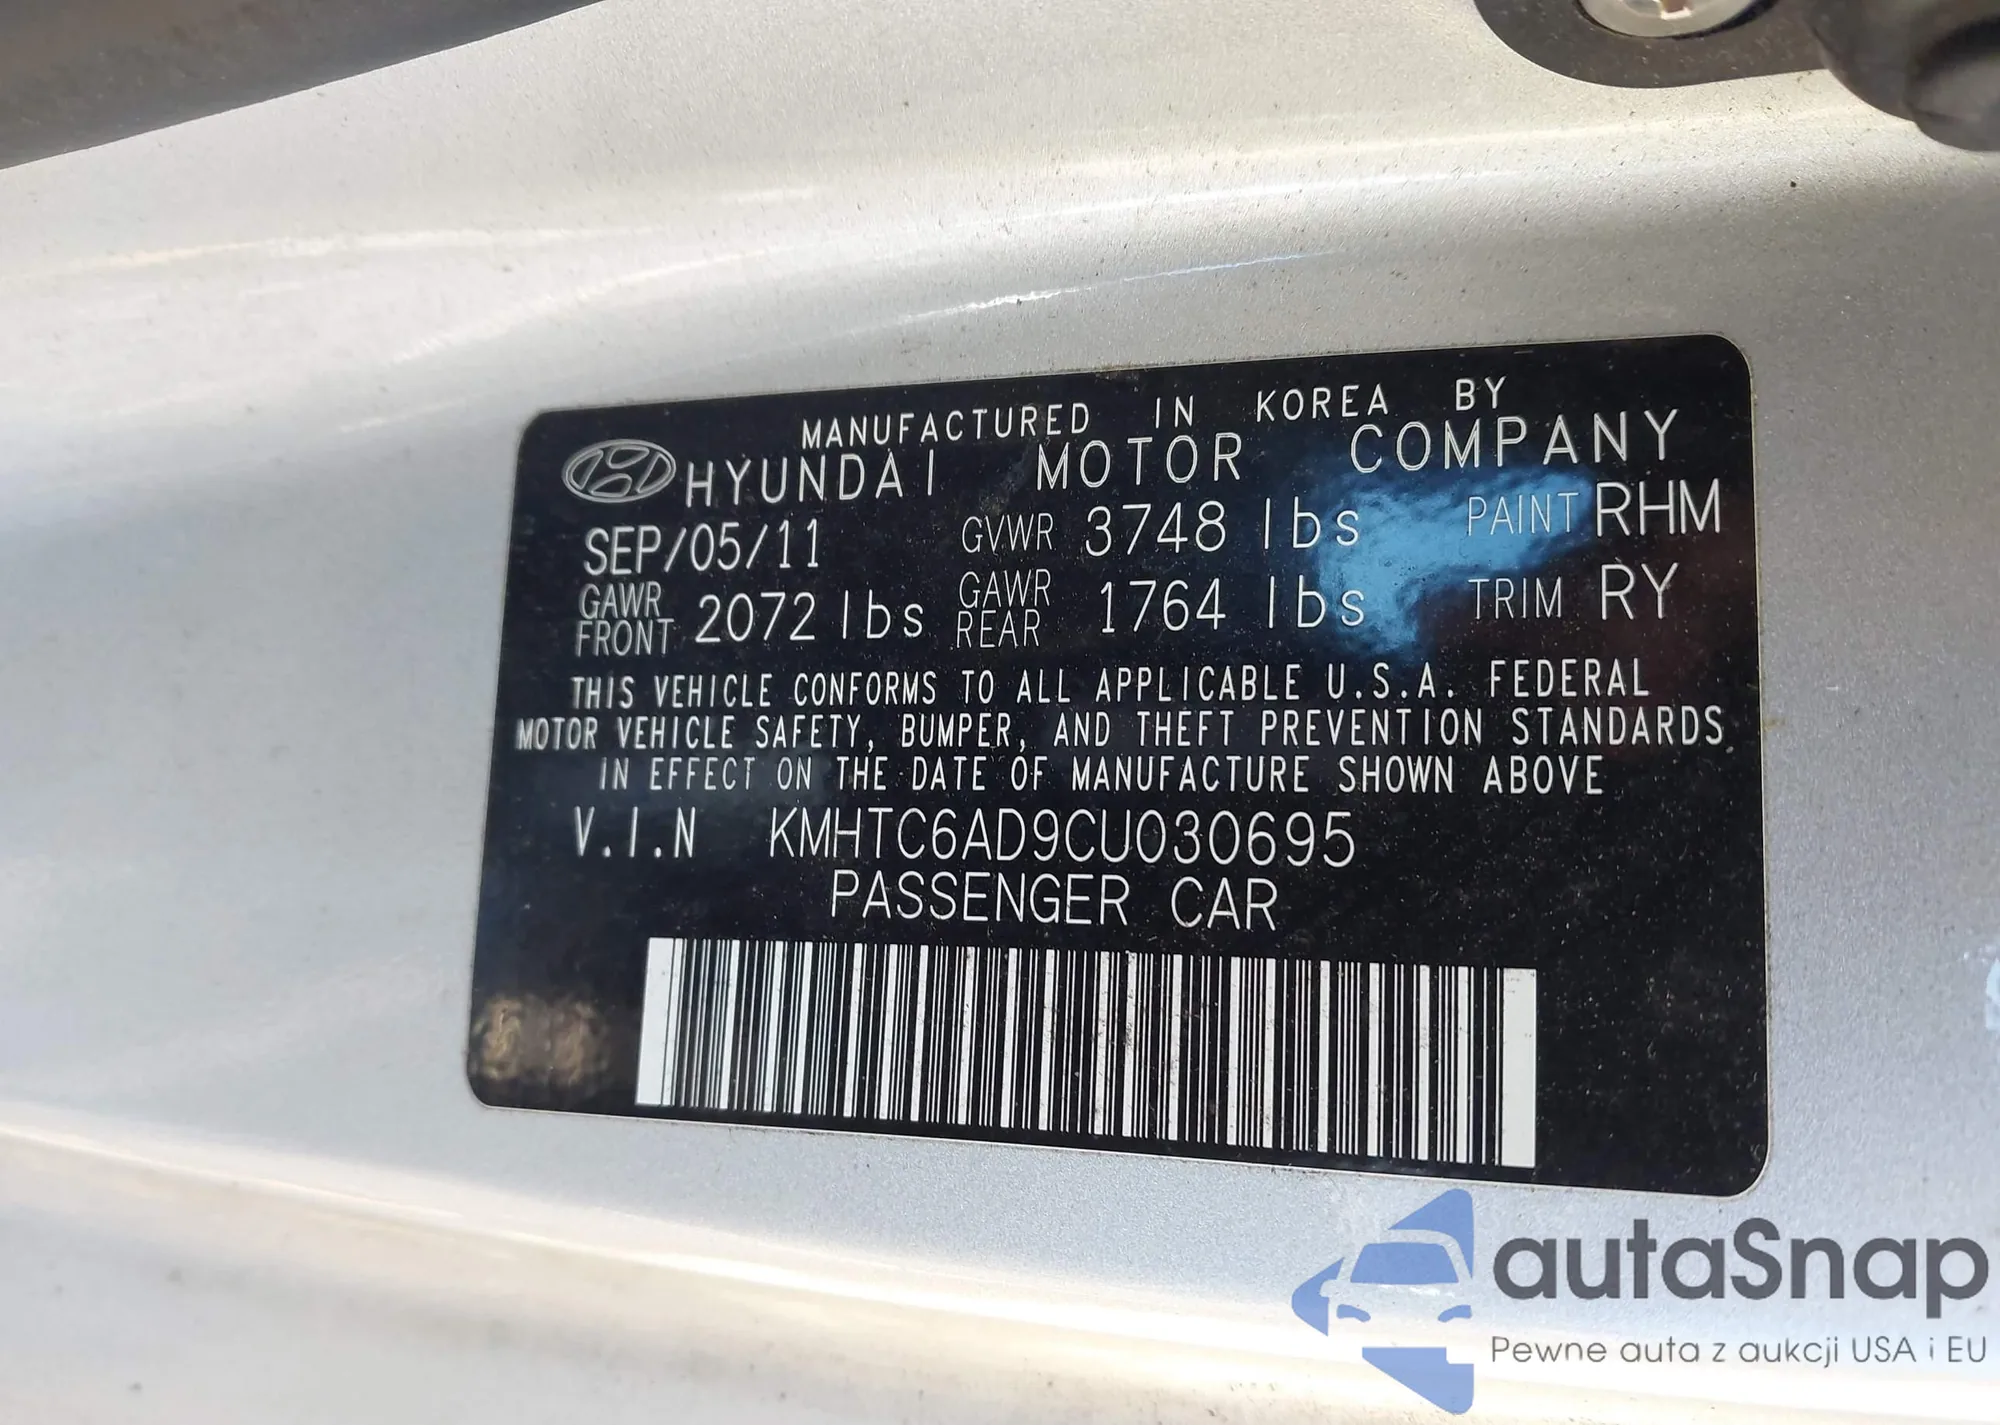 MANUFACTURED IN KOREA BY
HYUNDAI MOTOR COMPANY
SEP/05/11 GVWR 3748 lbs PAINT RHM
GAWR FRONT 2072 lbs GAWR REAR 1764 lbs TRIM RY
THIS VEHICLE CONFORMS TO ALL APPLICABLE U.S.A. FEDERAL
MOTOR VEHICLE SAFETY, BUMPER, AND THEFT PREVENTION STANDARDS
IN EFFECT ON THE DATE OF MANUFACTURE SHOWN ABOVE
V.I.N KMHTC6AD9CU030695
PASSENGER CAR
autaSnap
Pewne auta z aukcji USA i EU